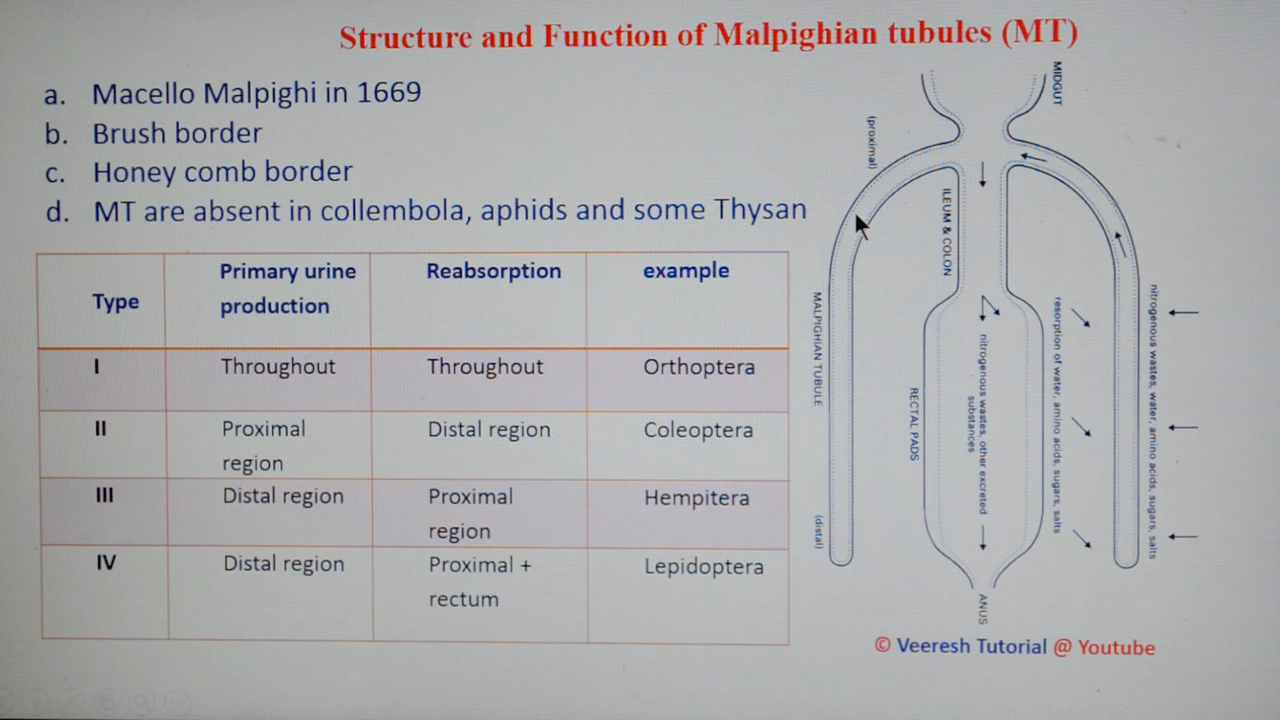 Structure and Function of Malpighian tubules (MT)
a. Macello Malpighi in 1669
b. Brush border
c. Honey comb border
d. MT are absent in collembola, aphids and some Thysan
Type
Primary urine
production
Reabsorption
example
I
Throughout
Throughout
Orthoptera
II
Proximal
region
Distal region
Coleoptera
III
Distal region
Proximal
region
Hempitera
IV
Distal region
Proximal +
rectum
Lepidoptera
MIDGUT
(proximal)
ILEUM & COLON
MALPIGHIAN TUBULE
(distal)
RECTAL PADS
nitrogenous wastes, other excreted
substances
resorption of water, amino acids, sugars, salts
nitrogenous wastes, water, amino acids, sugars, salts
ANUS
© Veeresh Tutorial @ Youtube